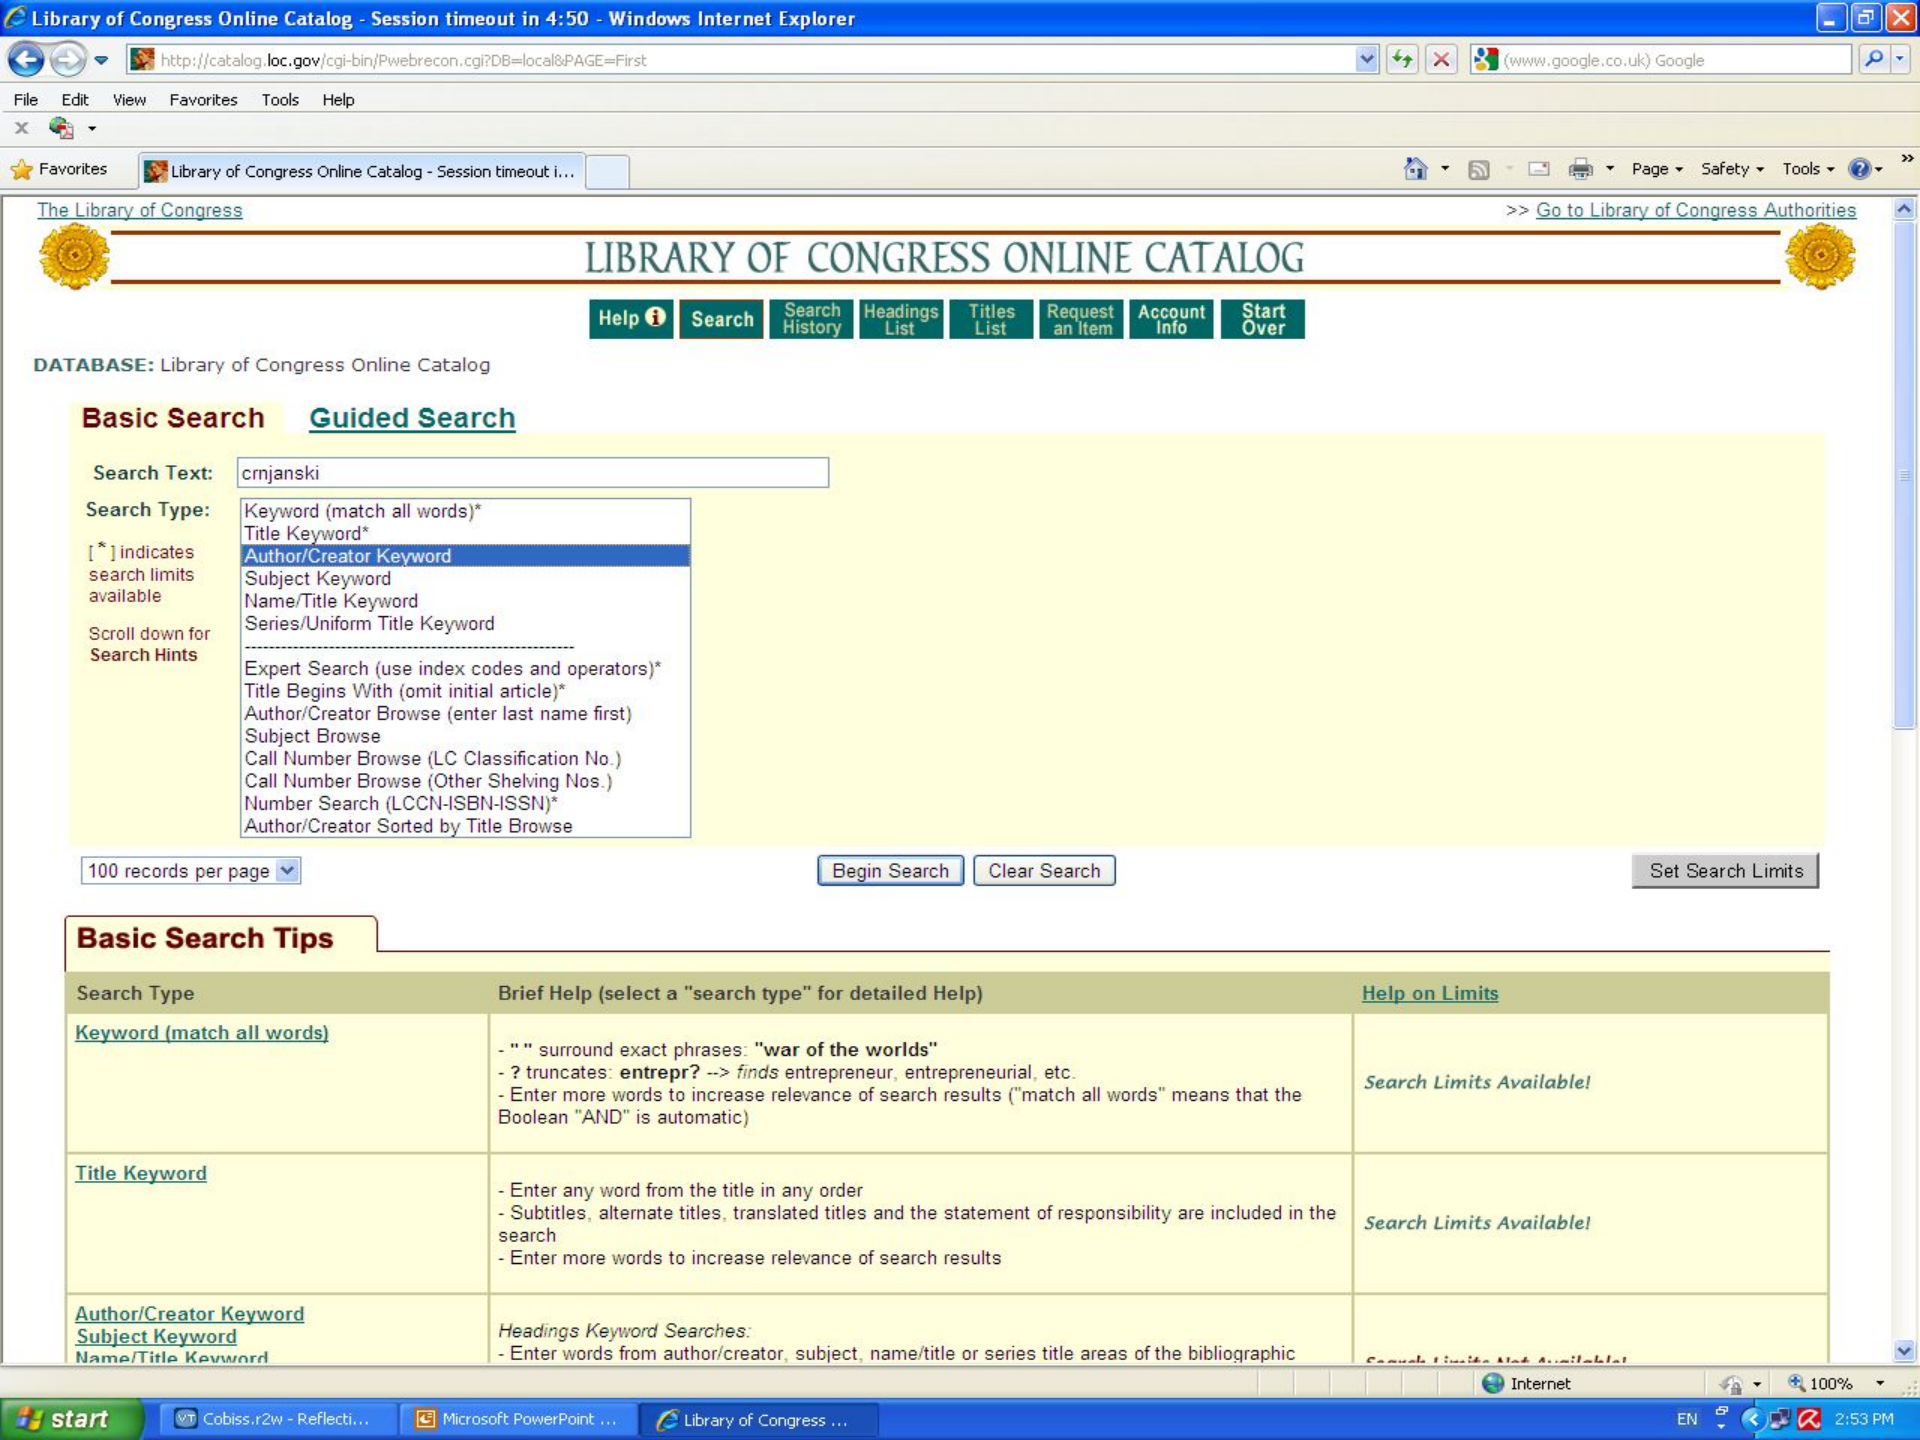 Library of Congress Online Catalog - Session timeout in 4:50 - Windows Internet Explorer
http://catalog.loc.gov/cgi-bin/Pwebrecon.cgi?DB=local&PAGE=First
(www.google.co.uk) Google
File Edit View Favorites Tools Help
x
Favorites Library of Congress Online Catalog - Session timeout i... Page Safety Tools »
The Library of Congress >> Go to Library of Congress Authorities
LIBRARY OF CONGRESS ONLINE CATALOG
Help i Search Search History Headings List Titles List Request an Item Account Info Start Over
DATABASE: Library of Congress Online Catalog
Basic Search Guided Search
Search Text: crnjanski
Search Type:
[ * ] indicates
search limits
available
Scroll down for
Search Hints
Keyword (match all words)*
Title Keyword*
Author/Creator Keyword
Subject Keyword
Name/Title Keyword
Series/Uniform Title Keyword
-------------------------------------------------------
Expert Search (use index codes and operators)*
Title Begins With (omit initial article)*
Author/Creator Browse (enter last name first)
Subject Browse
Call Number Browse (LC Classification No.)
Call Number Browse (Other Shelving Nos.)
Number Search (LCCN-ISBN-ISSN)*
Author/Creator Sorted by Title Browse
100 records per page Begin Search Clear Search Set Search Limits
Basic Search Tips
Search Type Brief Help (select a "search type" for detailed Help) Help on Limits
Keyword (match all words)
- " " surround exact phrases: "war of the worlds"
- ? truncates: entrepr? --> finds entrepreneur, entrepreneurial, etc.
- Enter more words to increase relevance of search results ("match all words" means that the
Boolean "AND" is automatic)
Search Limits Available!
Title Keyword
- Enter any word from the title in any order
- Subtitles, alternate titles, translated titles and the statement of responsibility are included in the
search
- Enter more words to increase relevance of search results
Search Limits Available!
Author/Creator Keyword
Subject Keyword
Name/Title Keyword
Headings Keyword Searches:
- Enter words from author/creator, subject, name/title or series title areas of the bibliographic
Search Limits Not Available!
Internet 100%
start Cobiss.r2w - Reflecti... Microsoft PowerPoint ... Library of Congress ... EN 2:53 PM